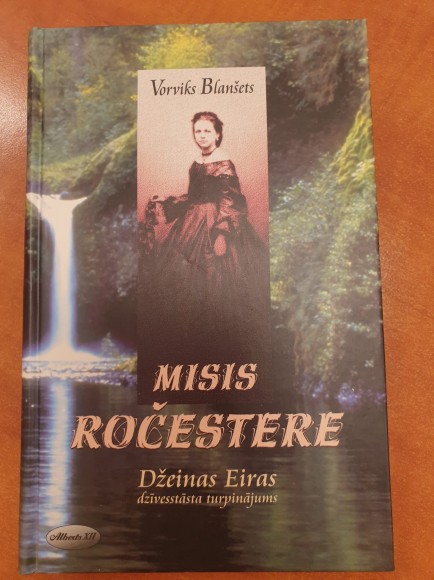 Vorviks Blanšets
MISIS
ROČESTERE
Džeinas Eiras
dzīvesstāsta turpinājums
Alberts XII